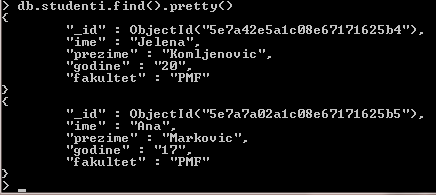 > db.studenti.find().pretty()
{
"_id" : ObjectId("5e7a42e5a1c08e67171625b4"),
"ime" : "Jelena",
"prezime" : "Komljenovic",
"godine" : "20",
"fakultet" : "PMF"
}
{
"_id" : ObjectId("5e7a7a02a1c08e67171625b5"),
"ime" : "Ana",
"prezime" : "Markovic",
"godine" : "17",
"fakultet" : "PMF"
}
> _